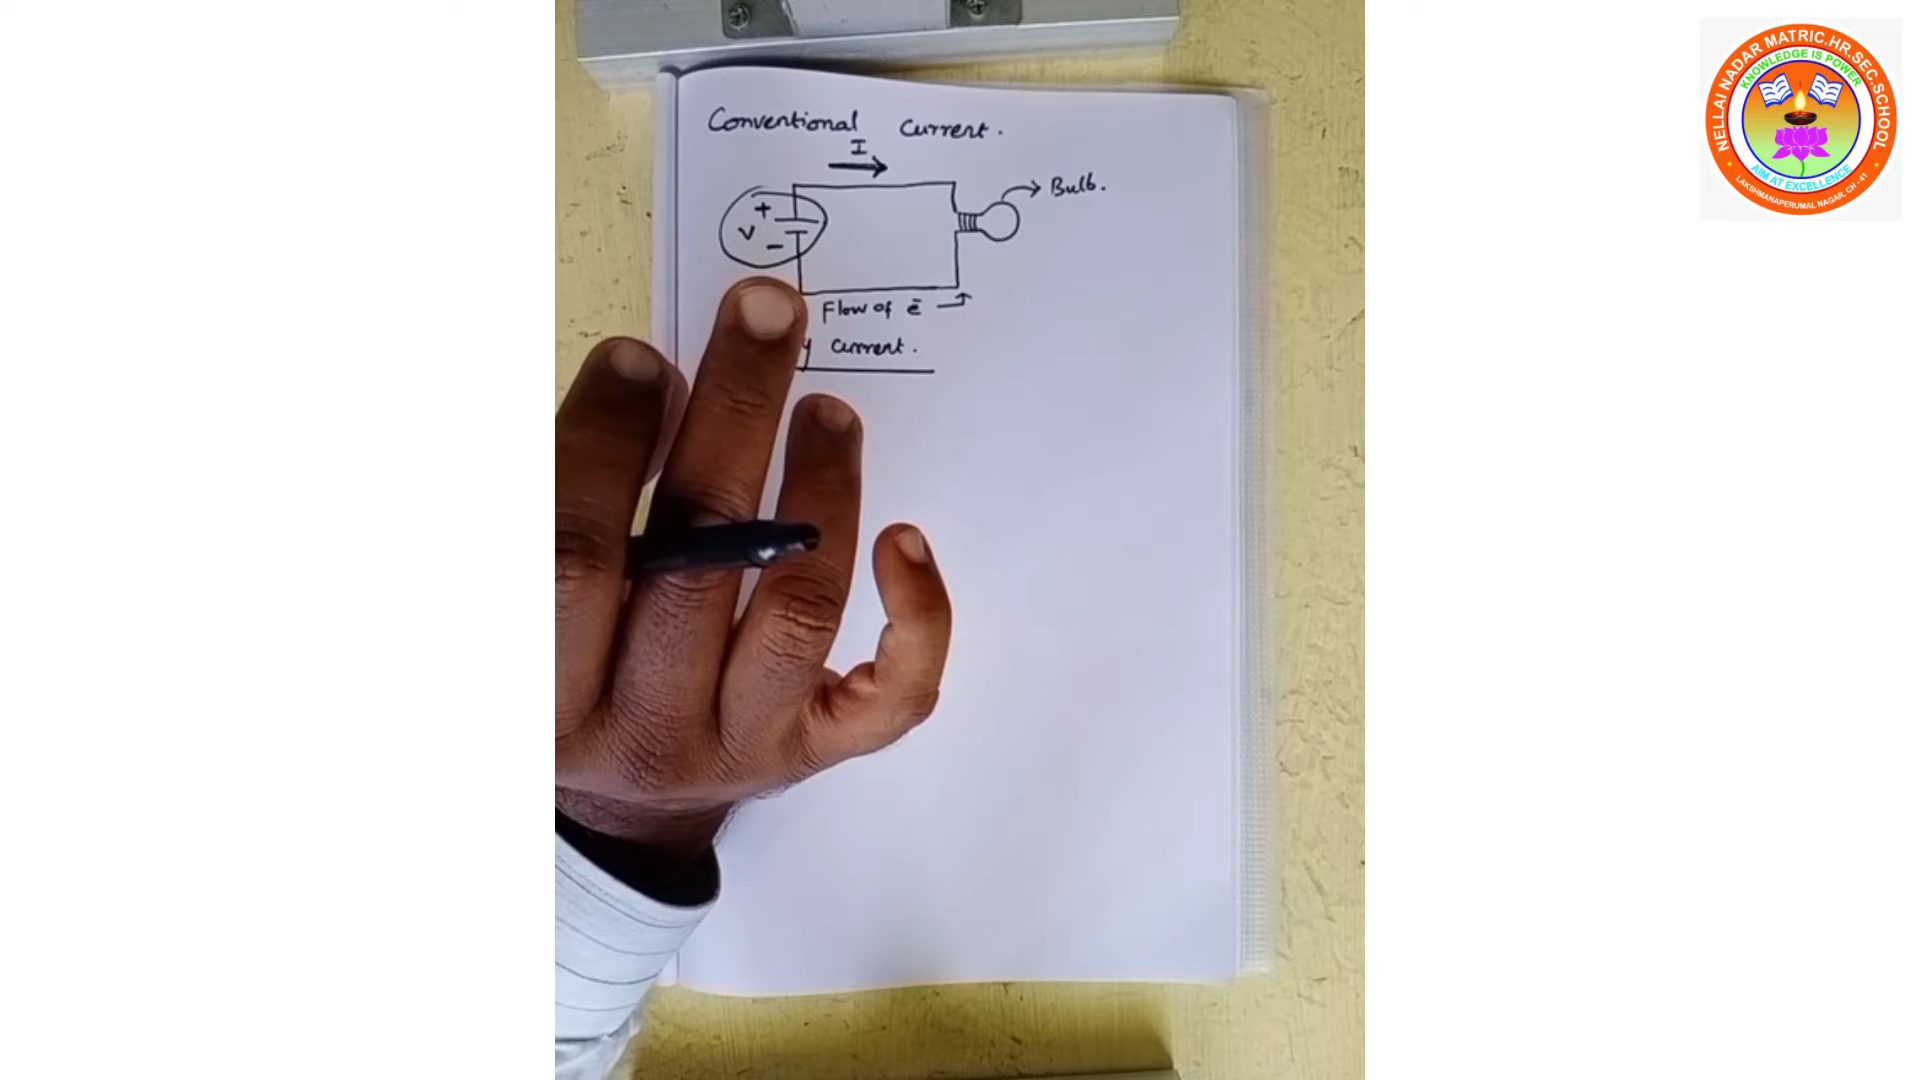 Conventional Current.
I
Bulb.
+
V
-
Flow of ē
y Current.
NELLAI NADAR MATRIC.HR.SEC.SCHOOL
KNOWLEDGE IS POWER
AIM AT EXCELLENCE
LAKSHMANAPERUMAL NAGAR, CH - 41